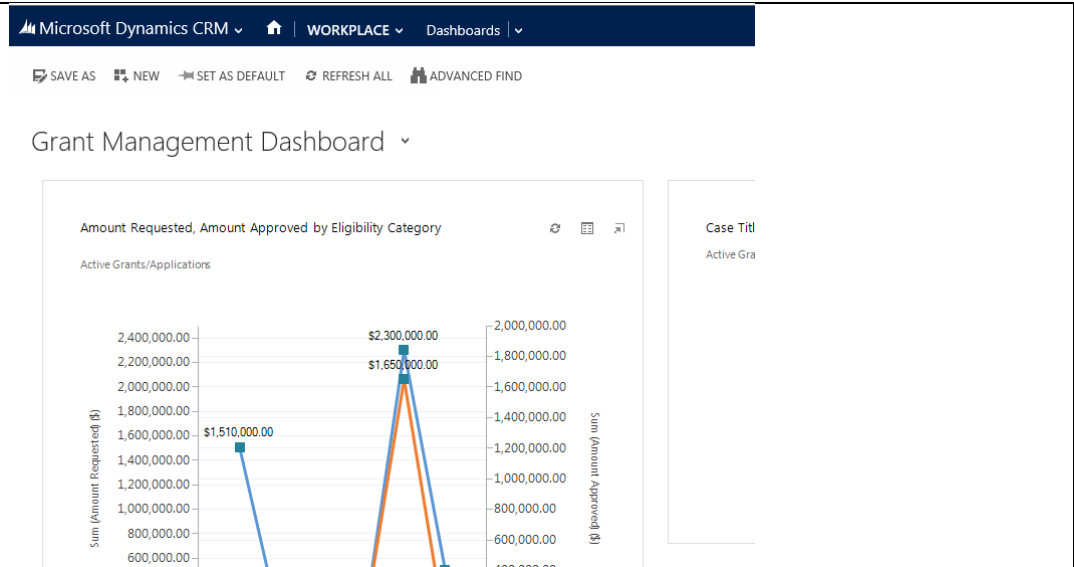 Microsoft Dynamics CRM WORKPLACE Dashboards
SAVE AS NEW SET AS DEFAULT REFRESH ALL ADVANCED FIND
Grant Management Dashboard
Amount Requested, Amount Approved by Eligibility Category
Active Grants/Applications
Sum (Amount Requested) ($)
2,400,000.00
2,200,000.00
2,000,000.00
1,800,000.00
1,600,000.00
1,400,000.00
1,200,000.00
1,000,000.00
800,000.00
600,000.00
$1,510,000.00
$2,300,000.00
$1,650,000.00
2,000,000.00
1,800,000.00
1,600,000.00
1,400,000.00
1,200,000.00
1,000,000.00
800,000.00
600,000.00
Sum (Amount Approved) ($)
Case Titl
Active Gra